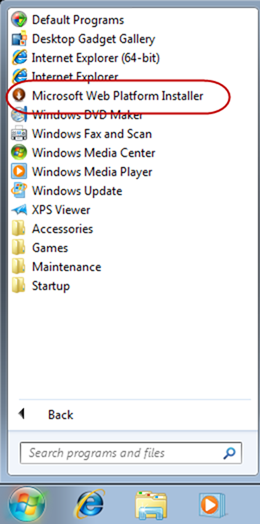 Default Programs
Desktop Gadget Gallery
Internet Explorer (64-bit)
Internet Explorer
Microsoft Web Platform Installer
Windows DVD Maker
Windows Fax and Scan
Windows Media Center
Windows Media Player
Windows Update
XPS Viewer
Accessories
Games
Maintenance
Startup
Back
Search programs and files